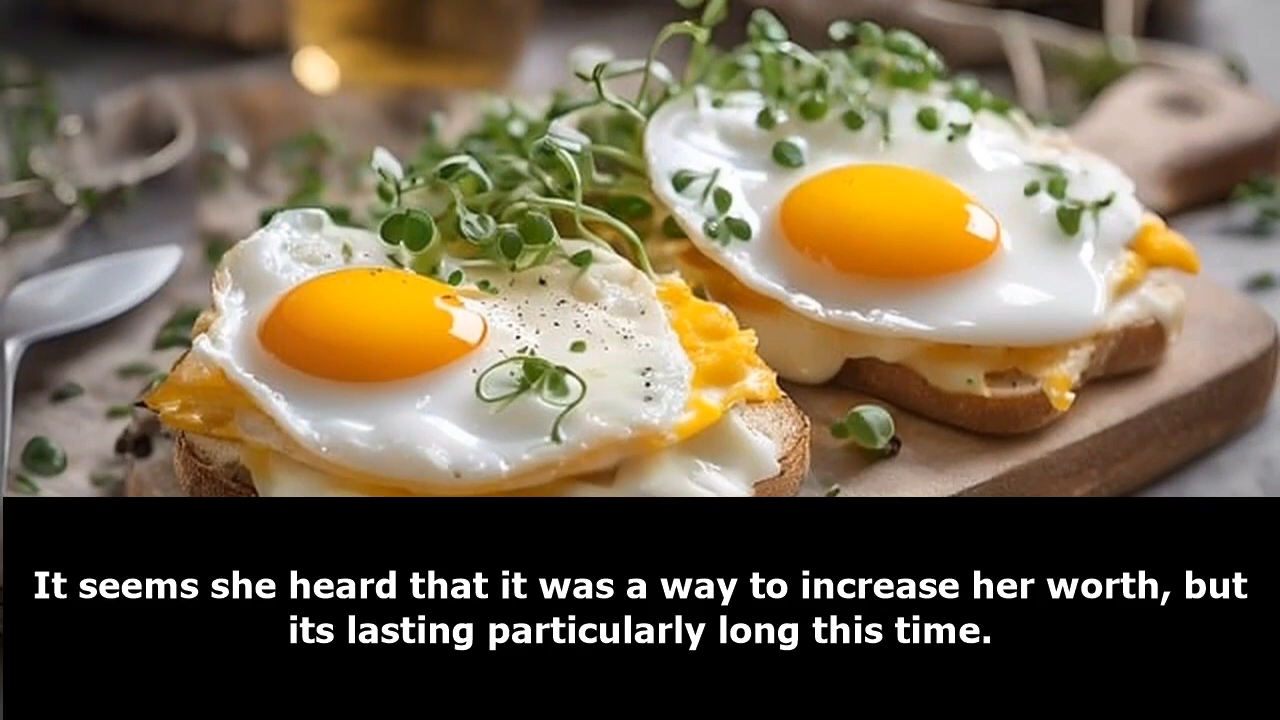 It seems she heard that it was a way to increase her worth, but
its lasting particularly long this time.